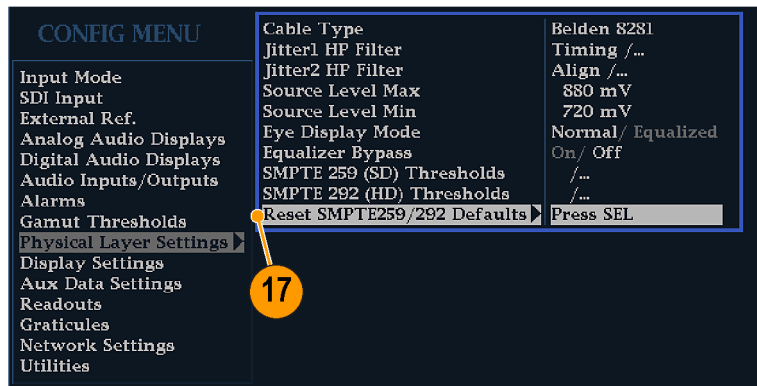 CONFIG MENU
Input Mode
SDI Input
External Ref.
Analog Audio Displays
Digital Audio Displays
Audio Inputs/Outputs
Alarms
Gamut Thresholds
Physical Layer Settings
Display Settings
Aux Data Settings
Readouts
Graticules
Network Settings
Utilities
Cable Type Belden 8281
Jitter1 HP Filter Timing /...
Jitter2 HP Filter Align /...
Source Level Max 880 mV
Source Level Min 720 mV
Eye Display Mode Normal/ Equalized
Equalizer Bypass On/ Off
SMPTE 259 (SD) Thresholds /...
SMPTE 292 (HD) Thresholds /...
Reset SMPTE259/292 Defaults Press SEL
17